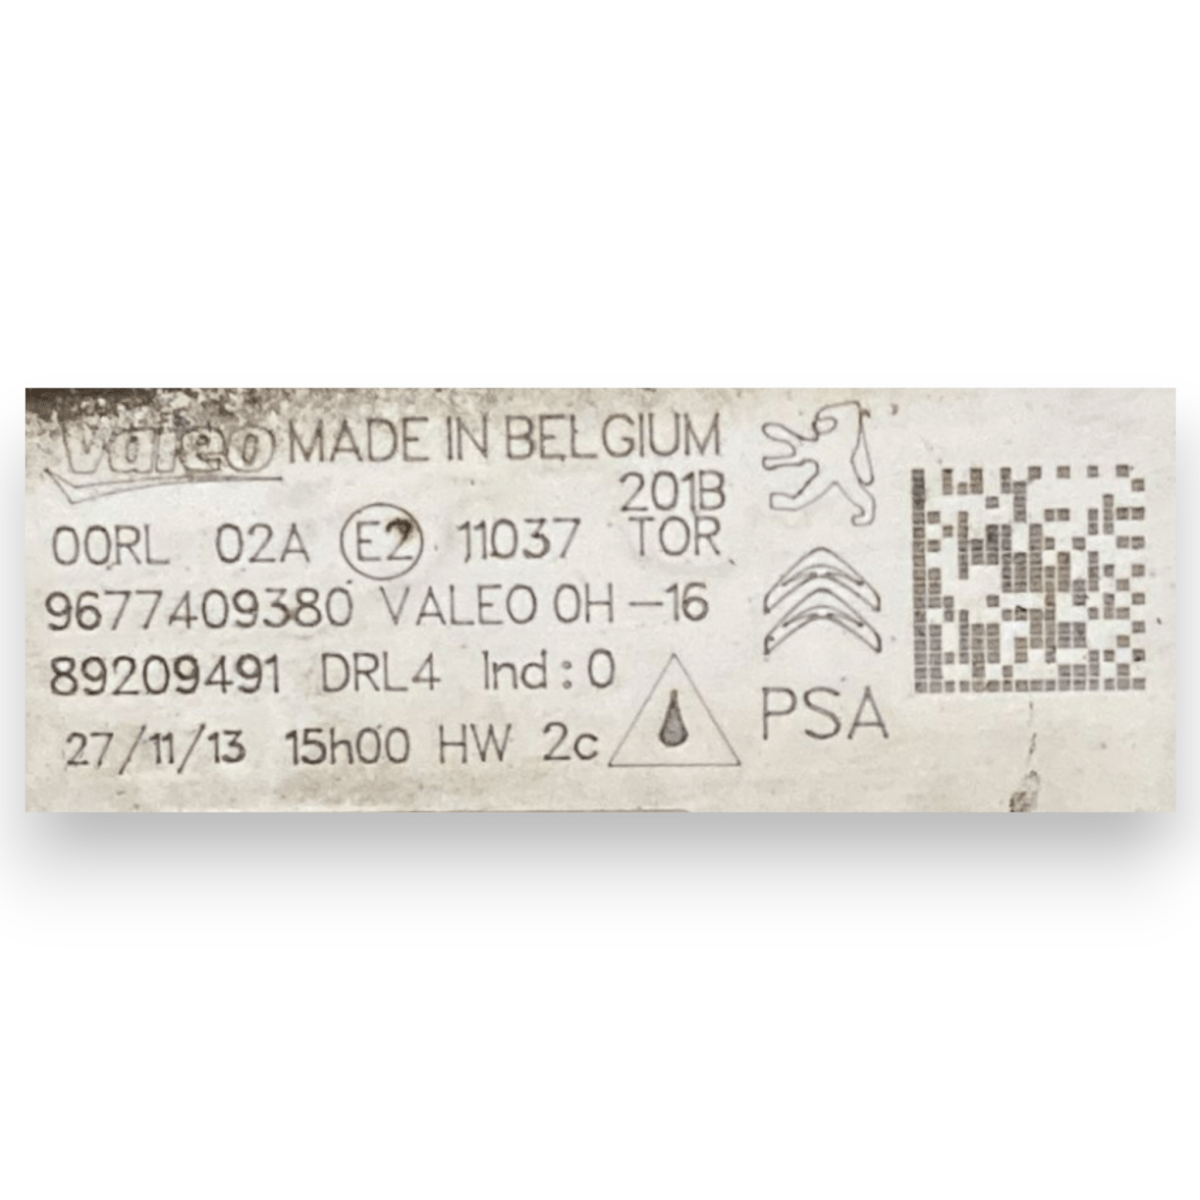 Valeo MADE IN BELGIUM
201B
00RL 02A E2 11037 TOR
9677409380 VALEO 0H-16
89209491 DRL4 Ind:0
27/11/13 15h00 HW 2c
PSA